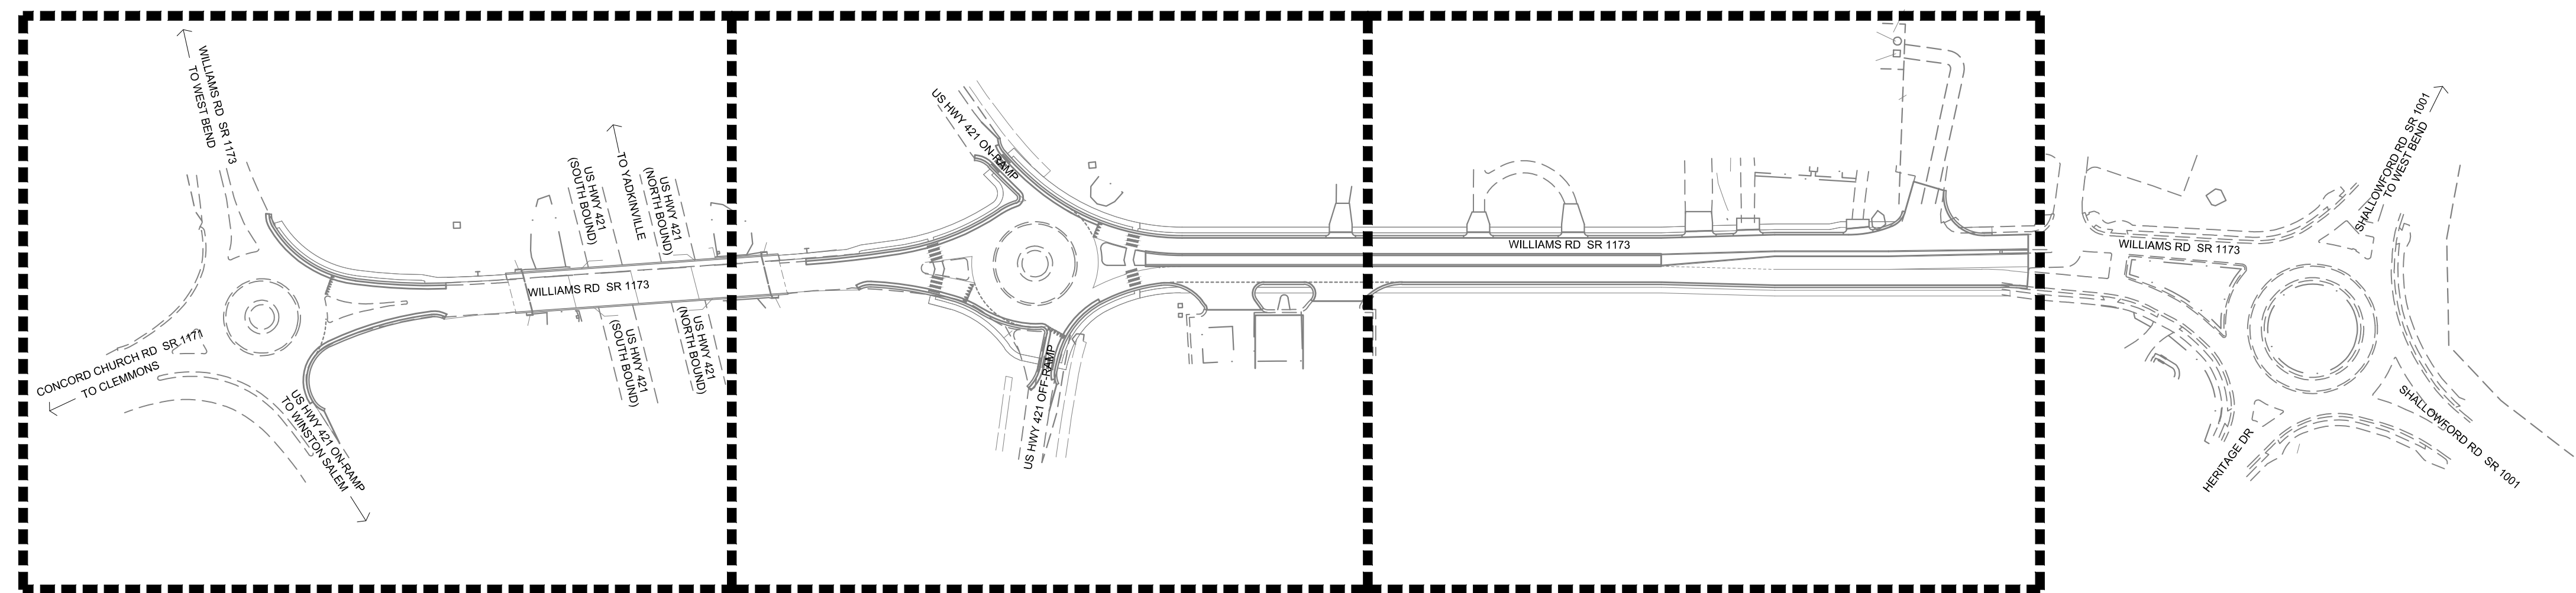 WILLIAMS RD  SR 1173
TO WEST BEND
CONCORD CHURCH RD  SR 1171
TO CLEMMONS
US HWY 421 ON-RAMP
TO WINSTON SALEM
US HWY 421
(SOUTH BOUND)
TO YADKINVILLE
US HWY 421
(NORTH BOUND)
WILLIAMS RD  SR 1173
US HWY 421
(SOUTH BOUND)
US HWY 421
(NORTH BOUND)
US HWY 421 ON-RAMP
US HWY 421 OFF-RAMP
WILLIAMS RD  SR 1173
WILLIAMS RD  SR 1173
SHALLOWFORD RD  SR 1001
TO WEST BEND
HERITAGE DR
SHALLOWFORD RD  SR 1001